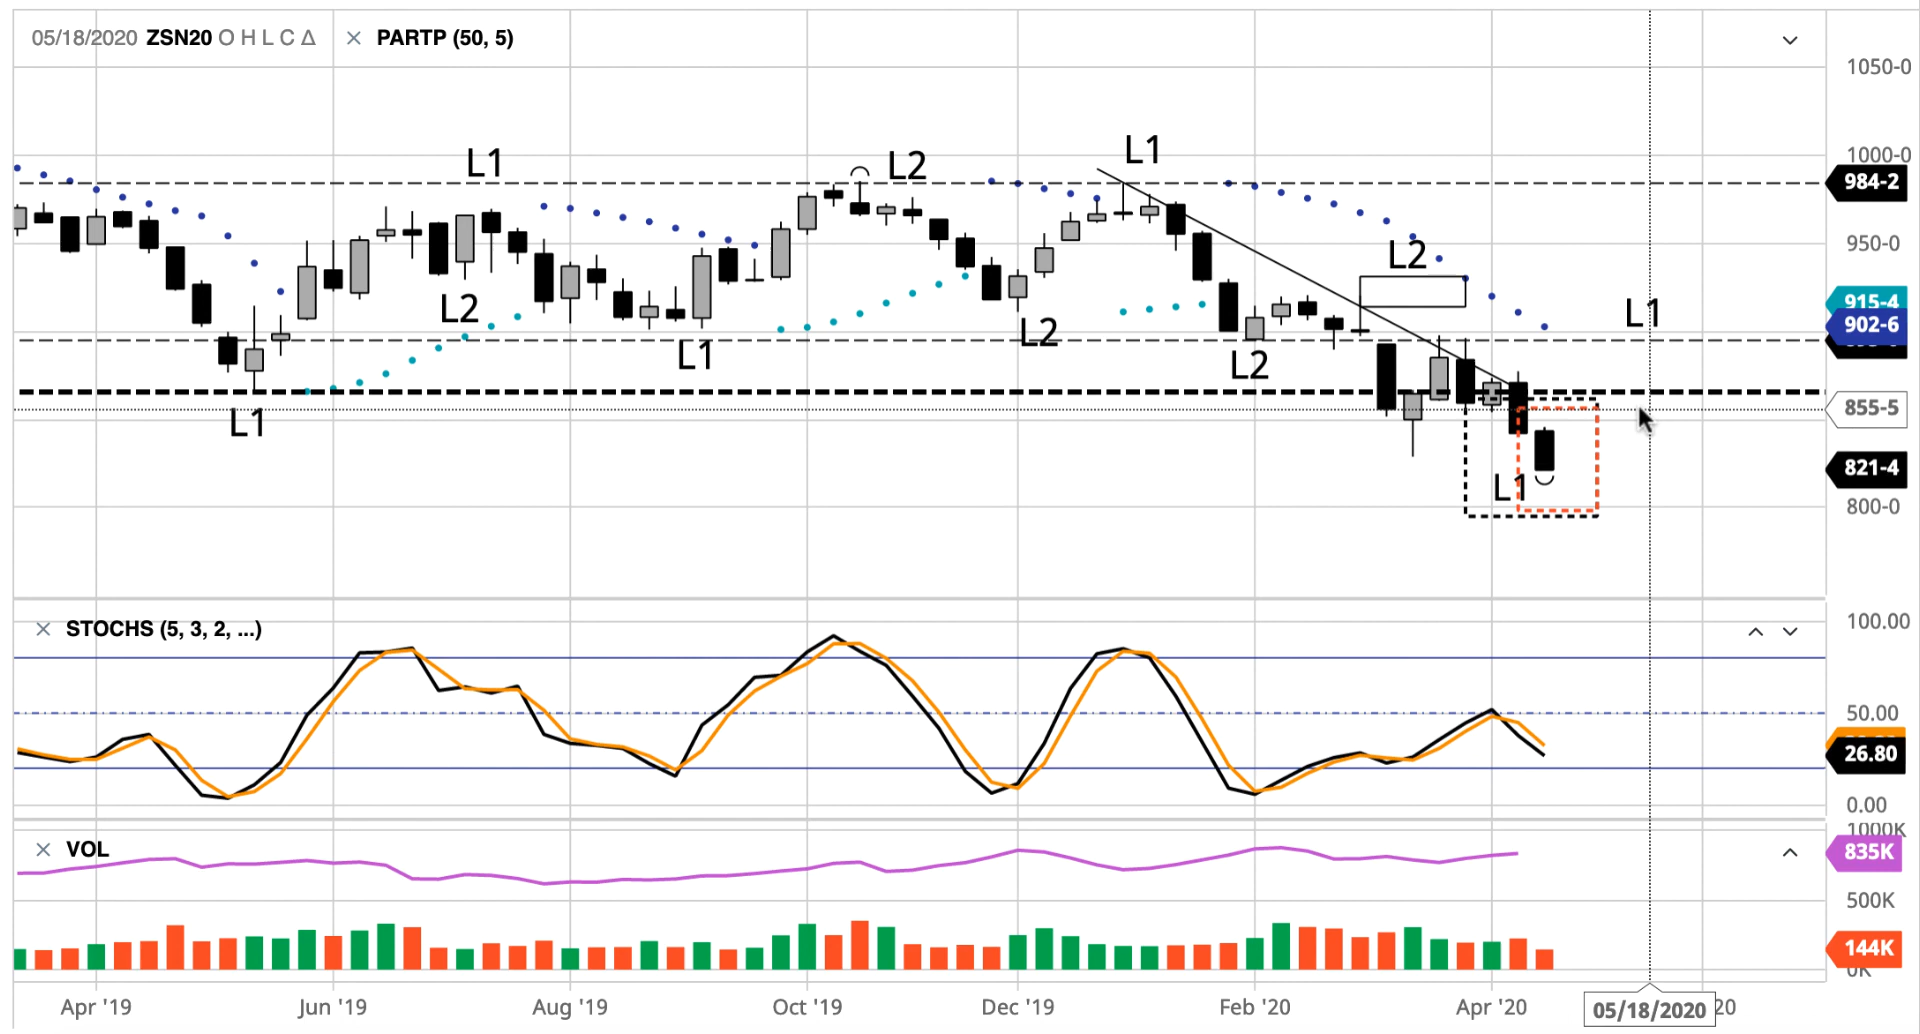 05/18/2020 ZSN20 O H L C Δ PARTP (50, 5)
1050-0
L1
L2
L1
1000-0
984-2
950-0
L2
L2
L1
915-4
902-6
L2
L1
L2
L1
855-5
821-4
L1
800-0
STOCHS (5, 3, 2, ...)
100.00
50.00
26.80
0.00
VOL
1000K
835K
500K
144K
0K
Apr '19 Jun '19 Aug '19 Oct '19 Dec '19 Feb '20 Apr '20 05/18/2020 20